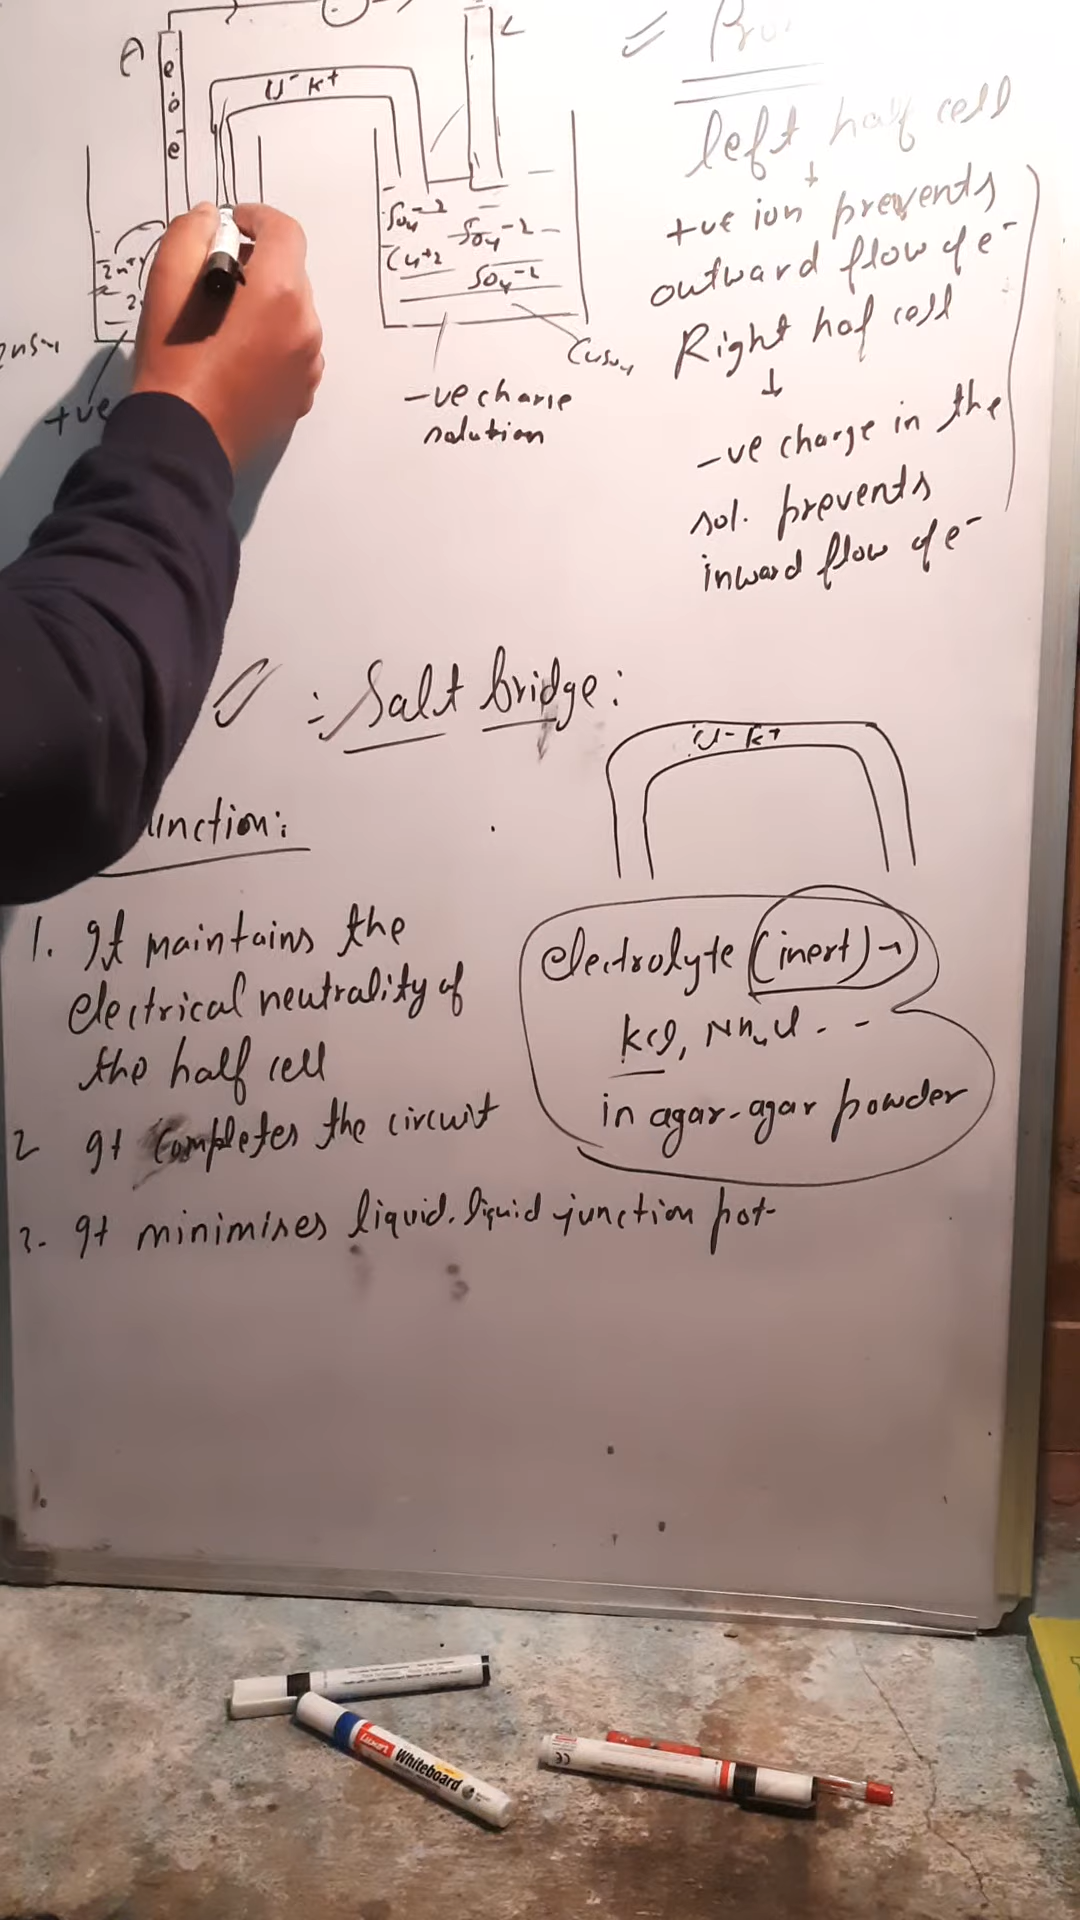 A
e
e
e
Cl- K+
left half cell
+ve ion prevents
outward flow of e-
Right haf cell
-ve charge in the
sol. prevents
inward flow of e-
SO4-2
Cu+2
SO4-2
SO4-2
CuSO4
+ve
-ve charge
solution
Salt bridge:
Cl- K+
unction:
1. It maintains the
electrical neutrality of
the half cell
2 It completes the circuit
3- It minimises liquid-liquid junction pot-
electrolyte (inert)
KCl, NH4Cl - -
in agar-agar powder
Luxor
Whiteboard